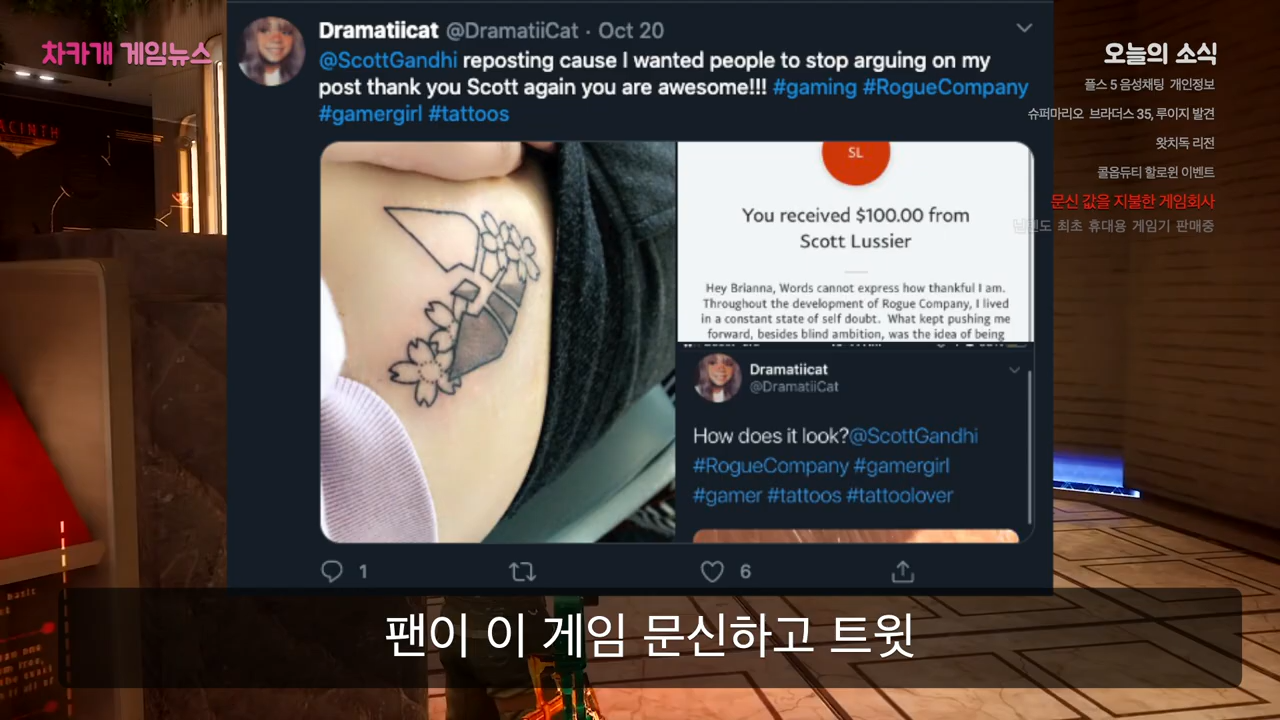 차카개 게임뉴스
Dramatiicat @DramatiiCat · Oct 20
@ScottGandhi reposting cause I wanted people to stop arguing on my
post thank you Scott again you are awesome!!! #gaming #RogueCompany
#gamergirl #tattoos
SL
You received $100.00 from
Scott Lussier
Hey Brianna, Words cannot express how thankful I am.
Throughout the development of Rogue Company, I lived
in a constant state of self doubt. What kept pushing me
forward, besides blind ambition, was the idea of being
Dramatiicat
@DramatiiCat
How does it look?@ScottGandhi
#RogueCompany #gamergirl
#gamer #tattoos #tattoolover
1
6
오늘의 소식
플스 5 음성채팅 개인정보
슈퍼마리오 브라더스 35, 루이지 발견
왓치독 리전
콜옵듀티 할로윈 이벤트
문신 값을 지불한 게임회사
최초 휴대용 게임기 판매중
팬이 이 게임 문신하고 트윗